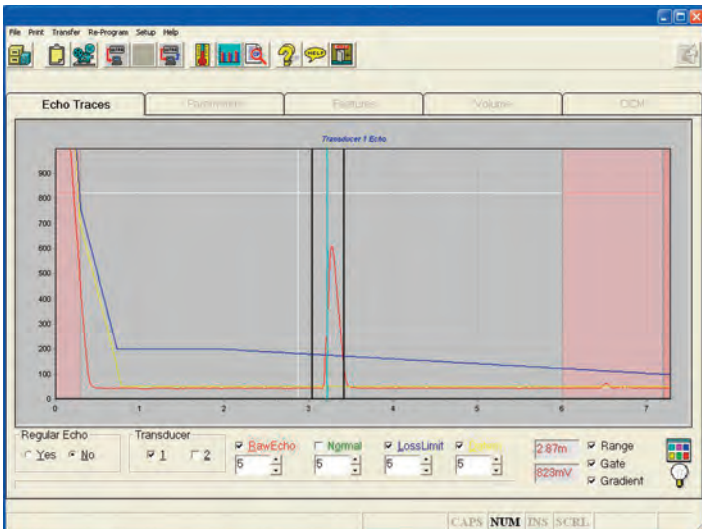 File Print Transfer Re-Program Setup Help
HELP
Echo Traces Parameters Features Volume OCM
Transducer 1 Echo
900
800
700
600
500
400
300
200
100
0
0 1 2 3 4 5 6 7
Regular Echo Transducer
Yes No 1 2
RawEcho Normal LossLimit
5 5 5 5
2.87m
823mV
Range
Gate
Gradient
CAPS NUM INS SCRL